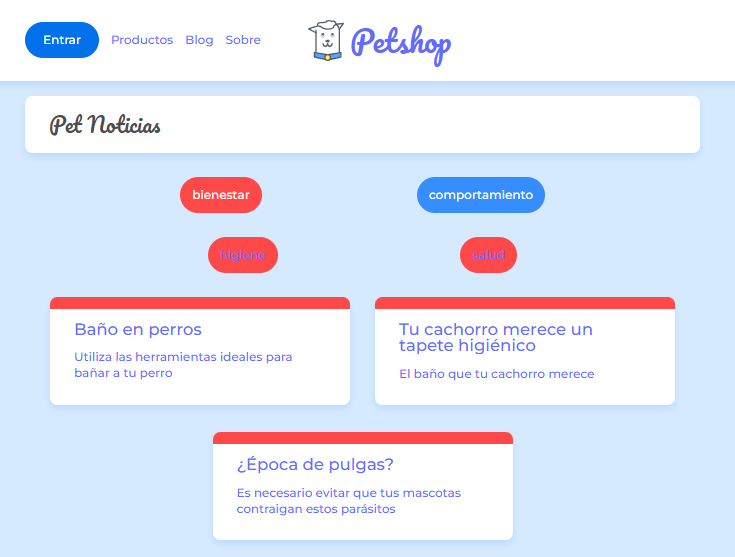 Entrar Productos Blog Sobre Petshop
Pet Noticias
bienestar comportamiento
higiene salud
Baño en perros
Utiliza las herramientas ideales para
bañar a tu perro
Tu cachorro merece un
tapete higiénico
El baño que tu cachorro merece
¿Época de pulgas?
Es necesario evitar que tus mascotas
contraigan estos parásitos